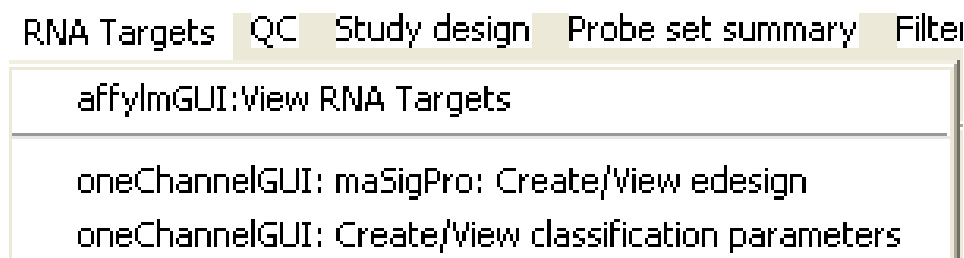 RNA Targets QC Study design Probe set summary Filter
affylmGUI:View RNA Targets
oneChannelGUI: maSigPro: Create/View edesign
oneChannelGUI: Create/View classification parameters